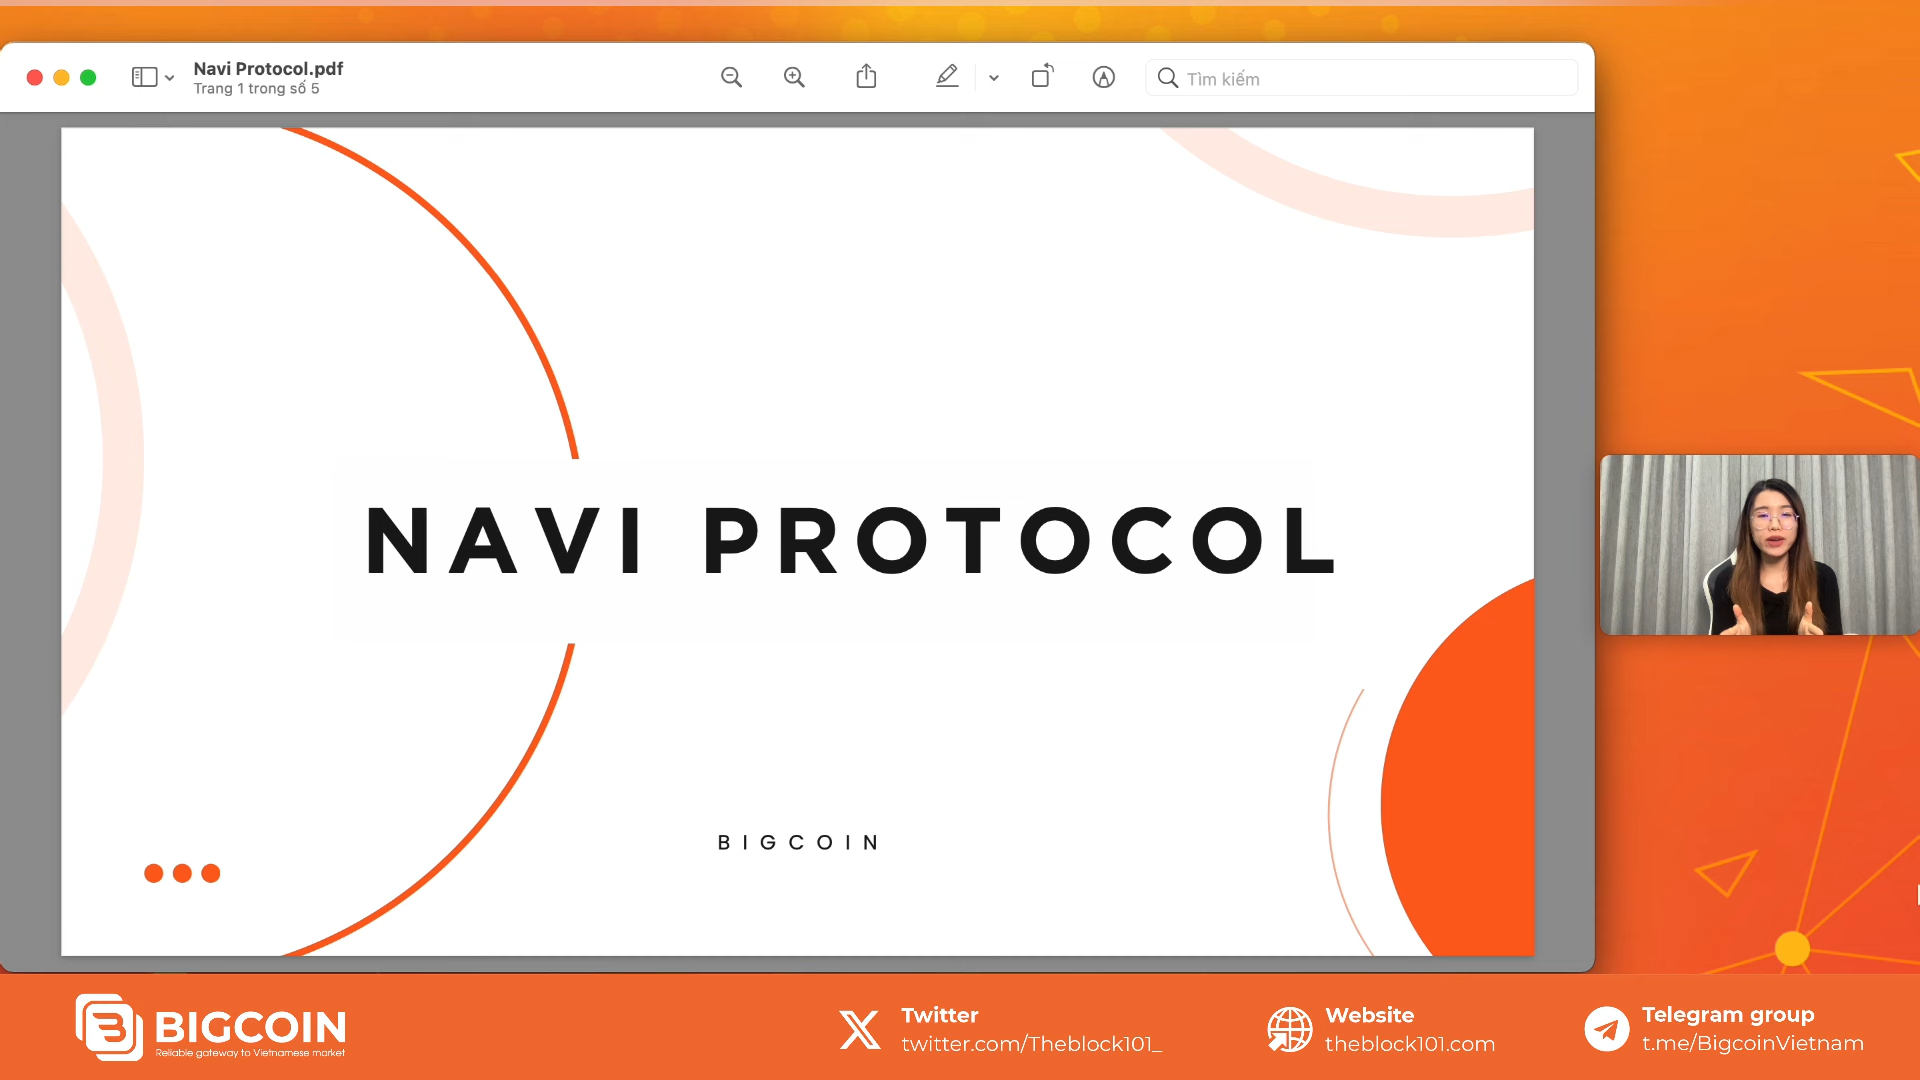 Navi Protocol.pdf
Trang 1 trong số 5
Tìm kiếm
NAVI PROTOCOL
BIGCOIN
BIGCOIN
Reliable gateway to Vietnamese market
Twitter
twitter.com/Theblock101_
Website
theblock101.com
Telegram group
t.me/BigcoinVietnam